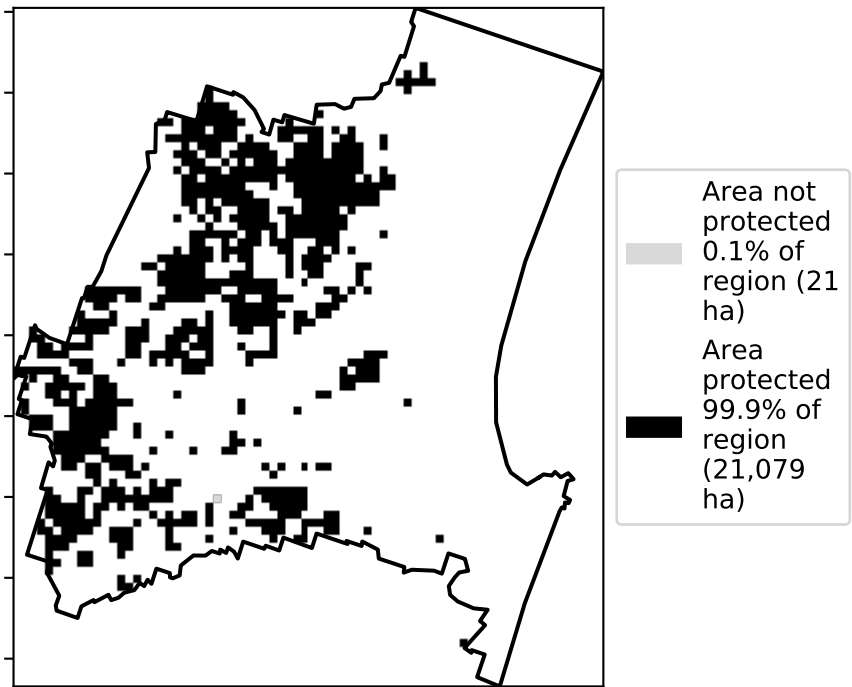 Area not
protected
0.1% of
region (21
ha)
Area
protected
99.9% of
region
(21,079
ha)